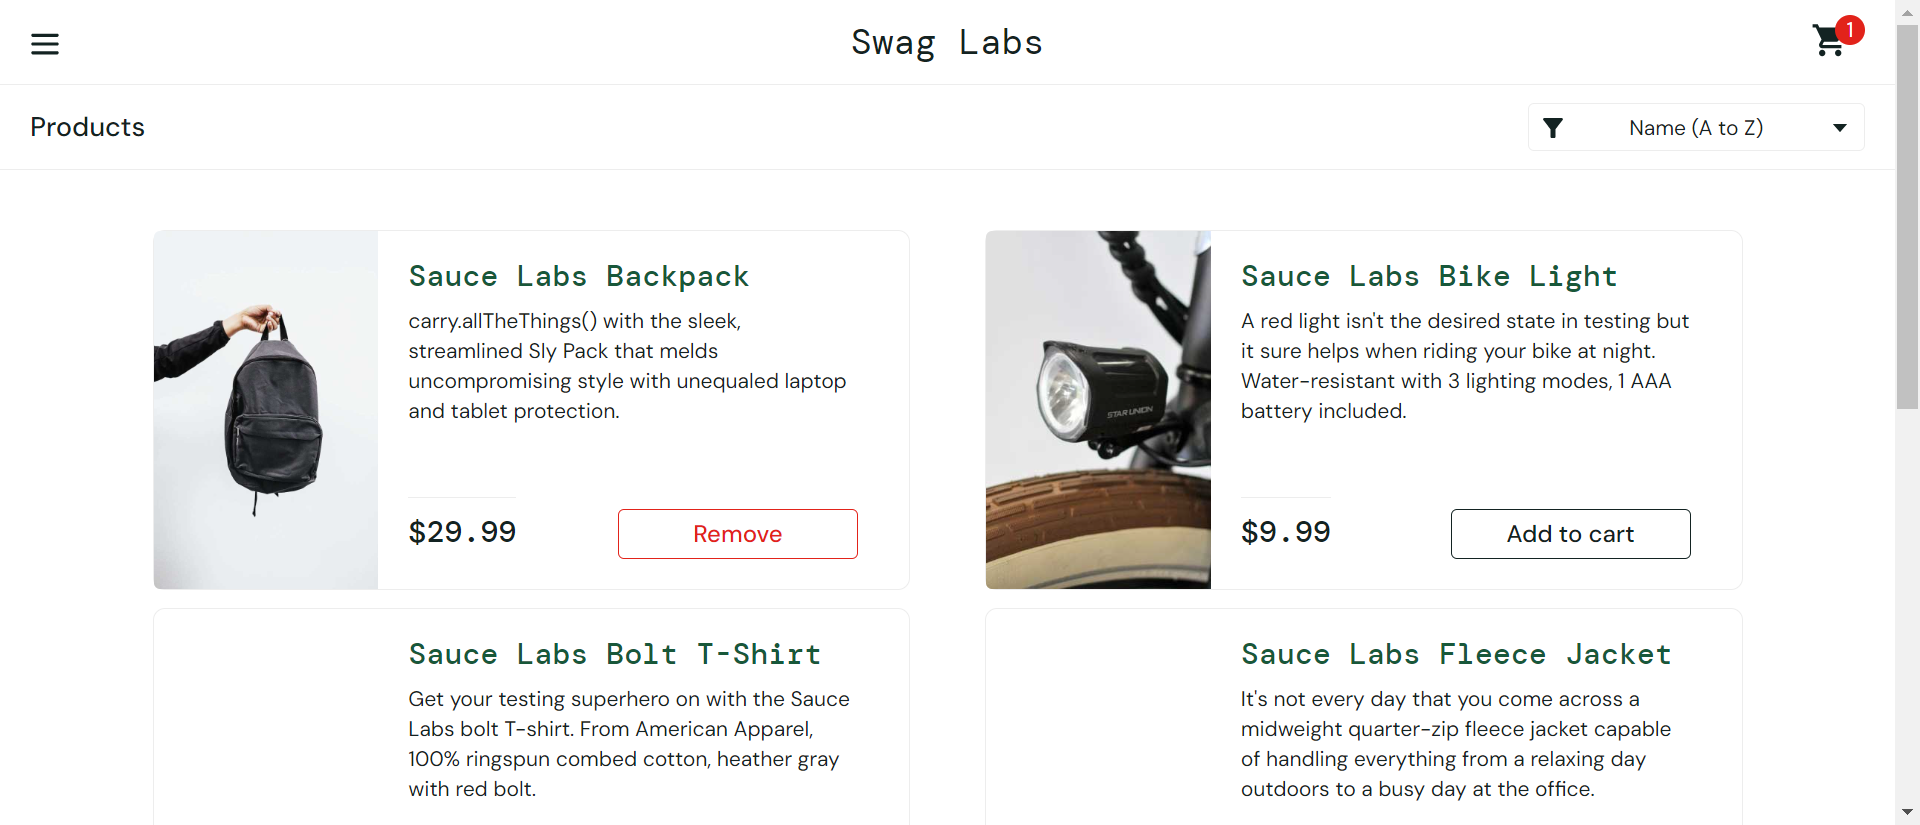 Swag Labs
1
Products
Name (A to Z)
Sauce Labs Backpack
carry.allTheThings() with the sleek,
streamlined Sly Pack that melds
uncompromising style with unequaled laptop
and tablet protection.
$29.99
Remove
STAR UNION
Sauce Labs Bike Light
A red light isn't the desired state in testing but
it sure helps when riding your bike at night.
Water-resistant with 3 lighting modes, 1 AAA
battery included.
$9.99
Add to cart
Sauce Labs Bolt T-Shirt
Get your testing superhero on with the Sauce
Labs bolt T-shirt. From American Apparel,
100% ringspun combed cotton, heather gray
with red bolt.
Sauce Labs Fleece Jacket
It's not every day that you come across a
midweight quarter-zip fleece jacket capable
of handling everything from a relaxing day
outdoors to a busy day at the office.